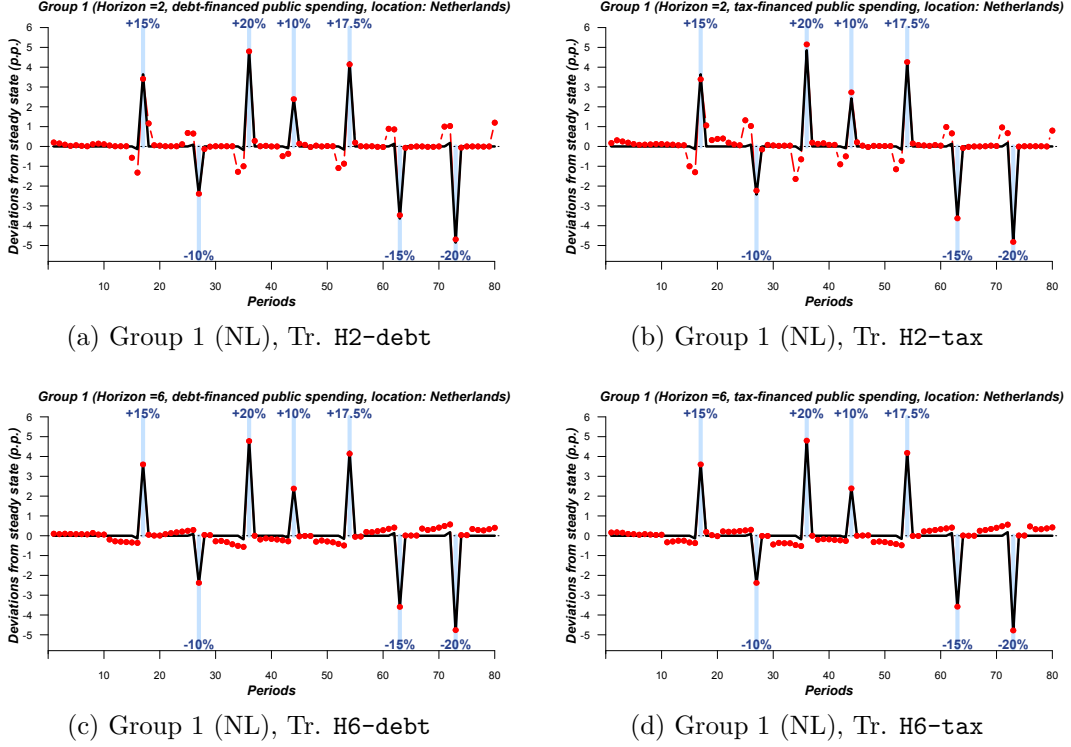 Group 1 (Horizon =2, debt-financed public spending, location: Netherlands)
+15% +20% +10% +17.5%
6
5
4
3
2
1
0
-1
-2
-3
-4
-5
Deviations from steady state (p.p.)
-10% -15% -20%
10 20 30 40 50 60 70 80
Periods
(a) Group 1 (NL), Tr. H2-debt
Group 1 (Horizon =2, tax-financed public spending, location: Netherlands)
+15% +20% +10% +17.5%
6
5
4
3
2
1
0
-1
-2
-3
-4
-5
Deviations from steady state (p.p.)
-10% -15% -20%
10 20 30 40 50 60 70 80
Periods
(b) Group 1 (NL), Tr. H2-tax
Group 1 (Horizon =6, debt-financed public spending, location: Netherlands)
+15% +20% +10% +17.5%
6
5
4
3
2
1
0
-1
-2
-3
-4
-5
Deviations from steady state (p.p.)
-10% -15% -20%
10 20 30 40 50 60 70 80
Periods
(c) Group 1 (NL), Tr. H6-debt
Group 1 (Horizon =6, tax-financed public spending, location: Netherlands)
+15% +20% +10% +17.5%
6
5
4
3
2
1
0
-1
-2
-3
-4
-5
Deviations from steady state (p.p.)
-10% -15% -20%
10 20 30 40 50 60 70 80
Periods
(d) Group 1 (NL), Tr. H6-tax